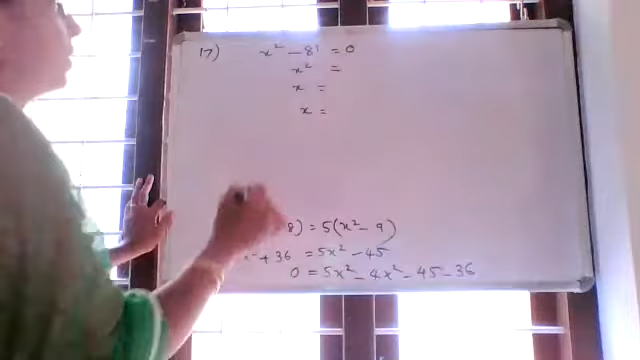 17) x² - 81 = 0
x² =
x =
x =
8) = 5(x² - 9)
+ 36 = 5x² - 45
0 = 5x² - 4x² - 45 - 36